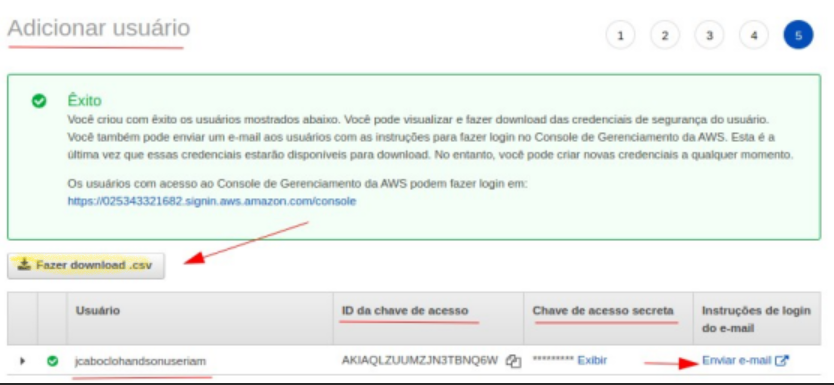 Adicionar usuário
1 2 3 4 5
Êxito
Você criou com êxito os usuários mostrados abaixo. Você pode visualizar e fazer download das credenciais de segurança do usuário.
Você também pode enviar um e-mail aos usuários com as instruções para fazer login no Console de Gerenciamento da AWS. Esta é a
última vez que essas credenciais estarão disponíveis para download. No entanto, você pode criar novas credenciais a qualquer momento.
Os usuários com acesso ao Console de Gerenciamento da AWS podem fazer login em:
https://025343321682.signin.aws.amazon.com/console
Fazer download .csv
Usuário ID da chave de acesso Chave de acesso secreta Instruções de login
do e-mail
jcaboclohandsonuseriam AKIAQLZUUMZJN3TBNQ6W ********* Exibir Enviar e-mail